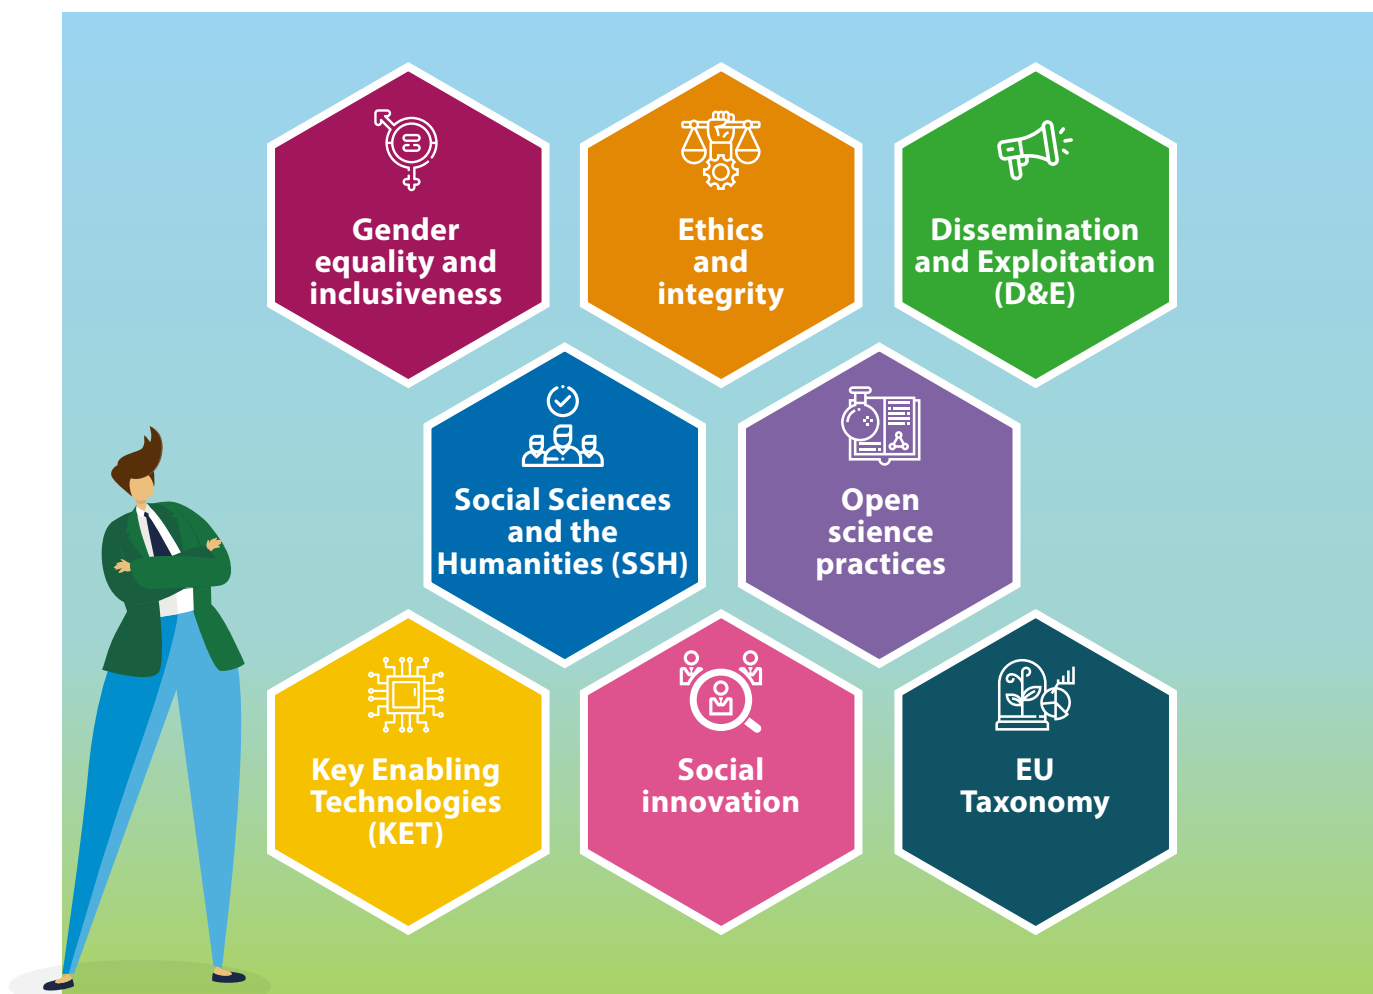 Gender
equality and
inclusiveness
Ethics
and
integrity
Dissemination
and Exploitation
(D&E)
Social Sciences
and the
Humanities (SSH)
Open
science
practices
Key Enabling
Technologies
(KET)
Social
innovation
EU
Taxonomy